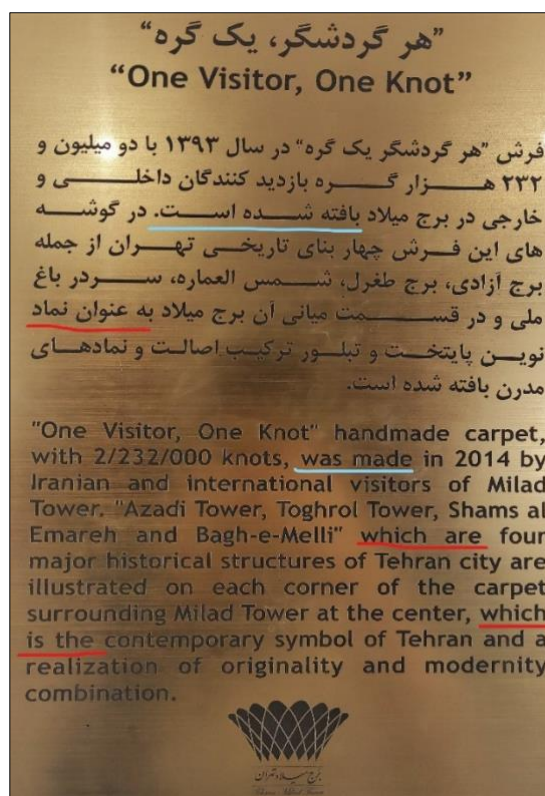 ”هر گردشگر، یک گره“
“One Visitor, One Knot”
فرش ”هر گردشگر یک گره“ در سال ۱۳۹۳ با دو میلیون و
۲۳۲ هزار گره بازدید کنندگان داخلی و
خارجی در برج میلاد بافته شده است. در گوشه
های این فرش چهار بنای تاریخی تهران از جمله
برج آزادی، برج طغرل، شمس العماره، سردر باغ
ملی و در قسمت میانی آن برج میلاد به عنوان نماد
نوین پایتخت و تبلور ترکیب اصالت و نمادهای
مدرن بافته شده است.
"One Visitor, One Knot" handmade carpet,
with 2/232/000 knots, was made in 2014 by
Iranian and international visitors of Milad
Tower. "Azadi Tower, Toghrol Tower, Shams al
Emareh and Bagh-e-Melli" which are four
major historical structures of Tehran city are
illustrated on each corner of the carpet
surrounding Milad Tower at the center, which
is the contemporary symbol of Tehran and a
realization of originality and modernity
combination.
برج میلاد تهران
Tehran Milad Tower